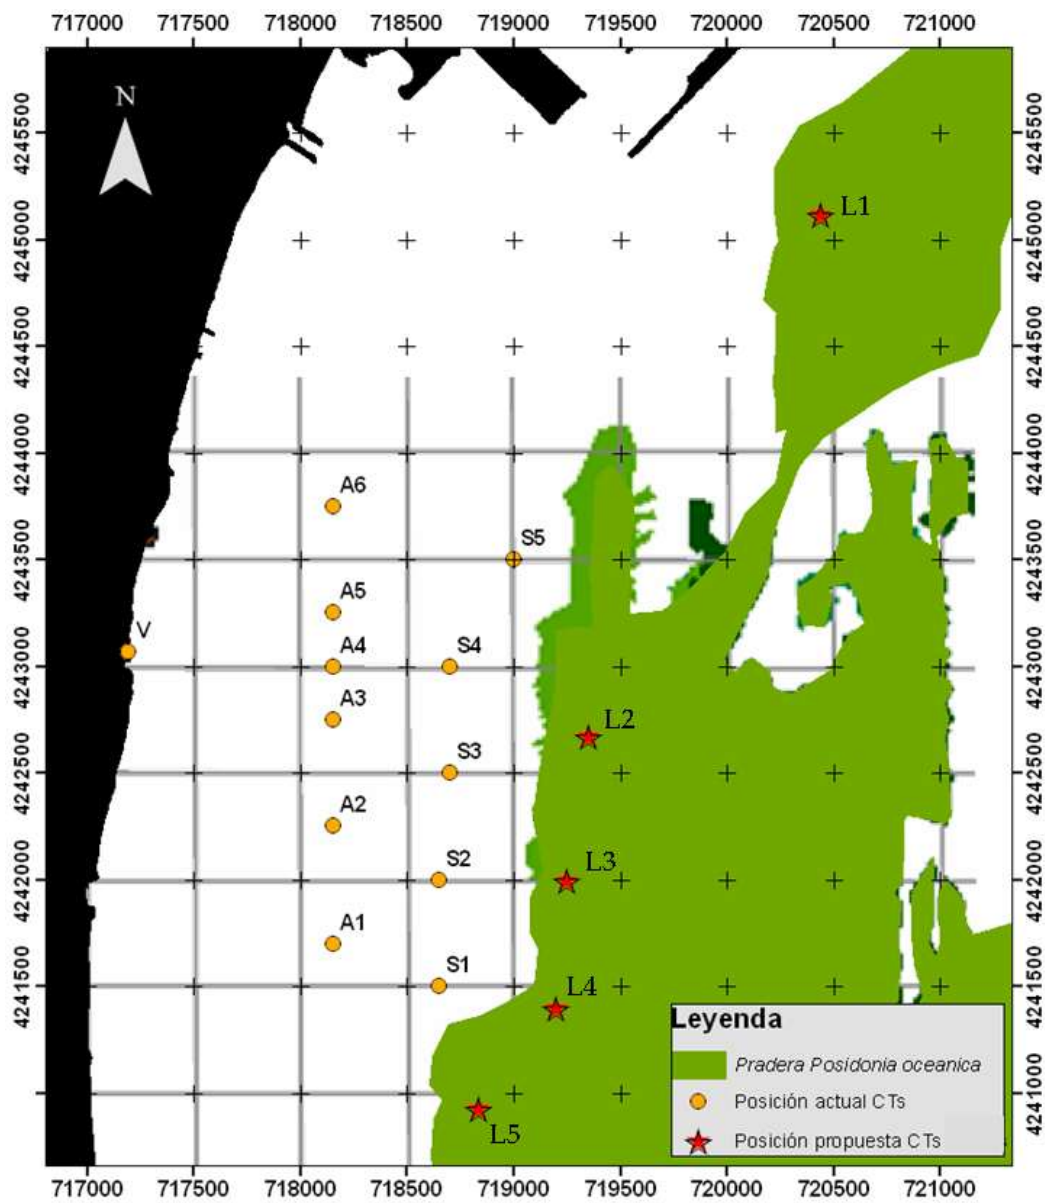 717000 717500 718000 718500 719000 719500 720000 720500 721000
N
4245500 4245500
L1
4245000 4245000
4244500 4244500
4244000 4244000
A6
S5
4243500 4243500
A5
V A4 S4
4243000 4243000
A3
L2
S3
4242500 4242500
A2
S2 L3
4242000 4242000
A1
S1
4241500 4241500
L4
Leyenda
Pradera Posidonia oceanica
4241000 4241000
Posición actual CTs
L5
Posición propuesta CTs
717000 717500 718000 718500 719000 719500 720000 720500 721000